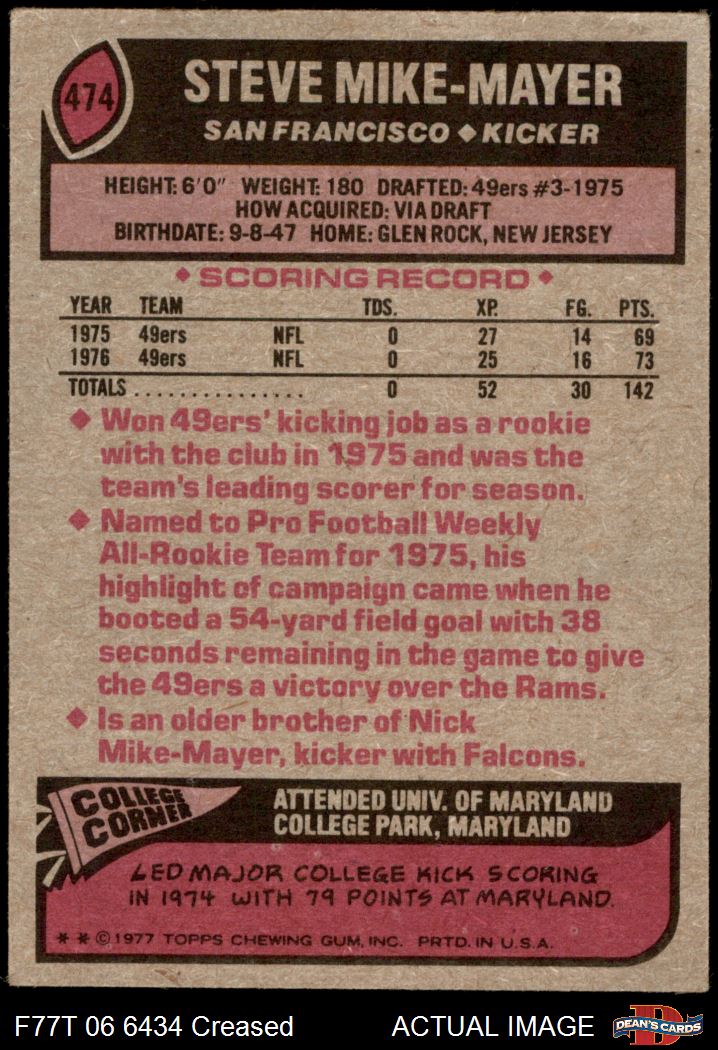 474
STEVE MIKE-MAYER
SAN FRANCISCO ◆ KICKER
HEIGHT: 6'0" WEIGHT: 180 DRAFTED: 49ers #3-1975
HOW ACQUIRED: VIA DRAFT
BIRTHDATE: 9-8-47 HOME: GLEN ROCK, NEW JERSEY
◆ SCORING RECORD ◆
YEAR TEAM TDS. XP. FG. PTS.
1975 49ers NFL 0 27 14 69
1976 49ers NFL 0 25 16 73
TOTALS ............... 0 52 30 142
◆ Won 49ers' kicking job as a rookie
with the club in 1975 and was the
team's leading scorer for season.
◆ Named to Pro Football Weekly
All-Rookie Team for 1975, his
highlight of campaign came when he
booted a 54-yard field goal with 38
seconds remaining in the game to give
the 49ers a victory over the Rams.
◆ Is an older brother of Nick
Mike-Mayer, kicker with Falcons.
COLLEGE
CORNER
ATTENDED UNIV. OF MARYLAND
COLLEGE PARK, MARYLAND
LED MAJOR COLLEGE KICK SCORING
IN 1974 WITH 79 POINTS AT MARYLAND.
* * © 1977 TOPPS CHEWING GUM, INC. PRTD. IN U.S.A.
F77T 06 6434 Creased ACTUAL IMAGE
D
DEAN'S CARDS